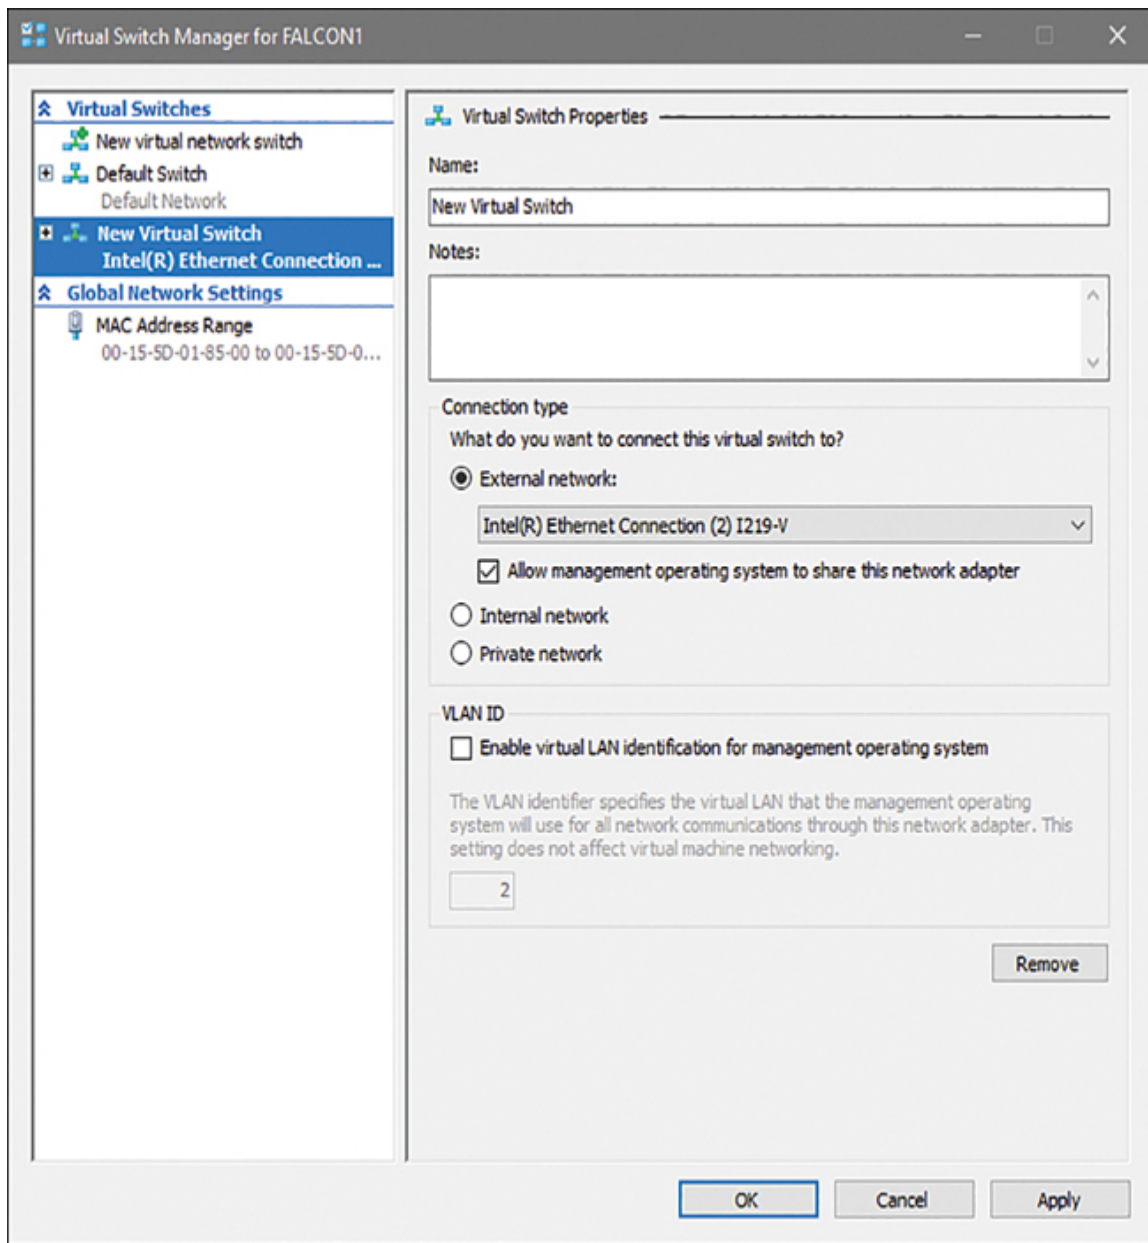 Virtual Switch Manager for FALCON1
Virtual Switches
New virtual network switch
Default Switch
Default Network
New Virtual Switch
Intel(R) Ethernet Connection ...
Global Network Settings
MAC Address Range
00-15-5D-01-85-00 to 00-15-5D-0...
Virtual Switch Properties
Name:
New Virtual Switch
Notes:
Connection type
What do you want to connect this virtual switch to?
External network:
Intel(R) Ethernet Connection (2) I219-V
Allow management operating system to share this network adapter
Internal network
Private network
VLAN ID
Enable virtual LAN identification for management operating system
The VLAN identifier specifies the virtual LAN that the management operating
system will use for all network communications through this network adapter. This
setting does not affect virtual machine networking.
2
Remove
OK
Cancel
Apply